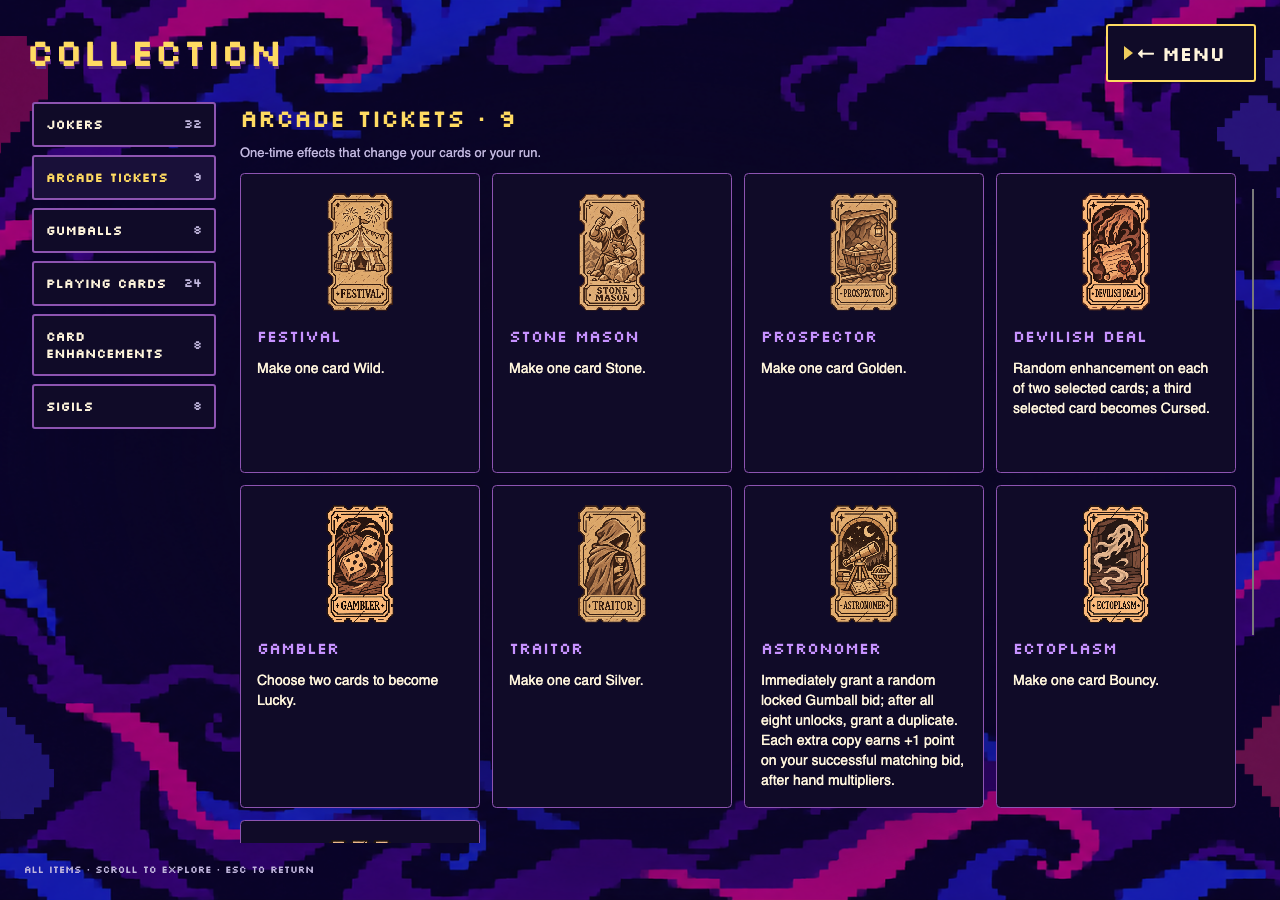 COLLECTION
← MENU
JOKERS 32
ARCADE TICKETS 9
GUMBALLS 8
PLAYING CARDS 24
CARD
ENHANCEMENTS 8
SIGILS 8
ARCADE TICKETS · 9
One-time effects that change your cards or your run.
FESTIVAL
FESTIVAL
Make one card Wild.
STONE
MASON
STONE MASON
Make one card Stone.
PROSPECTOR
PROSPECTOR
Make one card Golden.
DEVILISH DEAL
DEVILISH DEAL
Random enhancement on each
of two selected cards; a third
selected card becomes Cursed.
GAMBLER
GAMBLER
Choose two cards to become
Lucky.
TRAITOR
TRAITOR
Make one card Silver.
ASTRONOMER
ASTRONOMER
Immediately grant a random
locked Gumball bid; after all
eight unlocks, grant a duplicate.
Each extra copy earns +1 point
on your successful matching bid,
after hand multipliers.
ECTOPLASM
ECTOPLASM
Make one card Bouncy.
ALL ITEMS · SCROLL TO EXPLORE · ESC TO RETURN